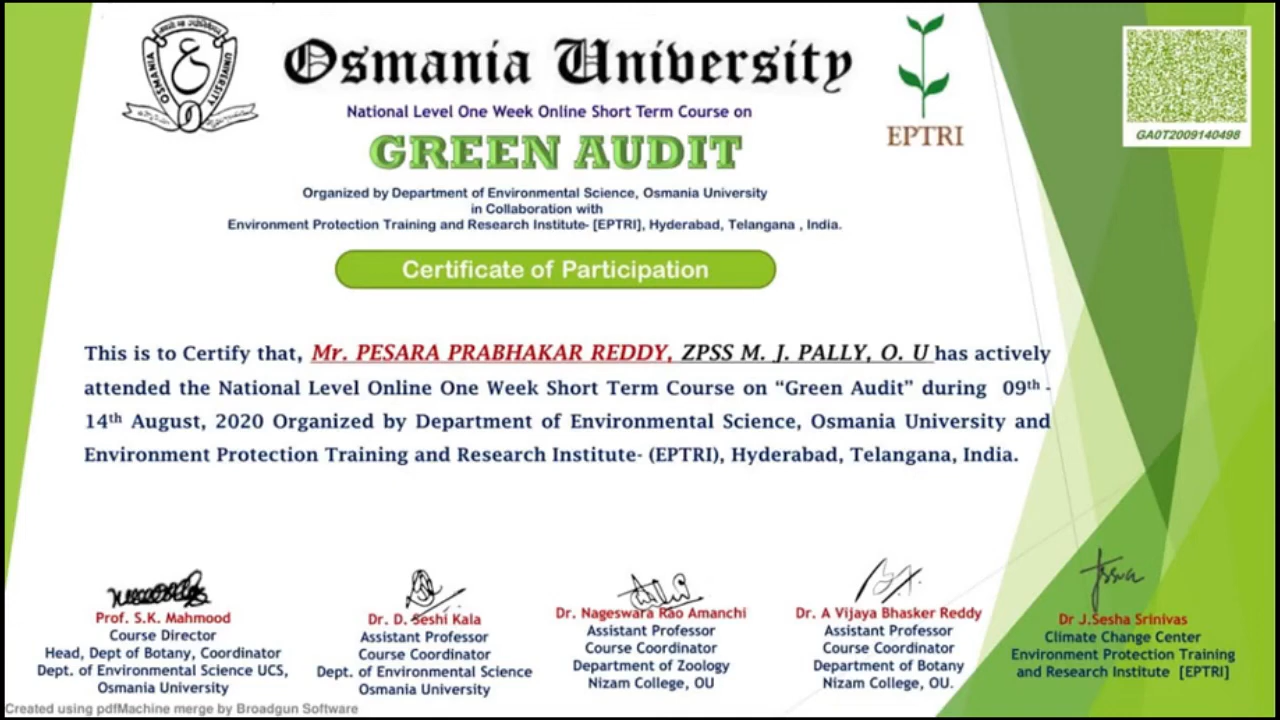 OSMANIA UNIVERSITY
Osmania University
EPTRI
GA0T2009140498
National Level One Week Online Short Term Course on
GREEN AUDIT
Organized by Department of Environmental Science, Osmania University
in Collaboration with
Environment Protection Training and Research Institute- [EPTRI], Hyderabad, Telangana , India.
Certificate of Participation
This is to Certify that, Mr. PESARA PRABHAKAR REDDY, ZPSS M. J. PALLY, O. U has actively
attended the National Level Online One Week Short Term Course on “Green Audit” during 09th -
14th August, 2020 Organized by Department of Environmental Science, Osmania University and
Environment Protection Training and Research Institute- (EPTRI), Hyderabad, Telangana, India.
Prof. S.K. Mahmood
Course Director
Head, Dept of Botany, Coordinator
Dept. of Environmental Science UCS,
Osmania University
Dr. D. Seshi Kala
Assistant Professor
Course Coordinator
Dept. of Environmental Science
Osmania University
Dr. Nageswara Rao Amanchi
Assistant Professor
Course Coordinator
Department of Zoology
Nizam College, OU
Dr. A Vijaya Bhasker Reddy
Assistant Professor
Course Coordinator
Department of Botany
Nizam College, OU.
Dr J.Sesha Srinivas
Climate Change Center
Environment Protection Training
and Research Institute [EPTRI]
Created using pdfMachine merge by Broadgun Software